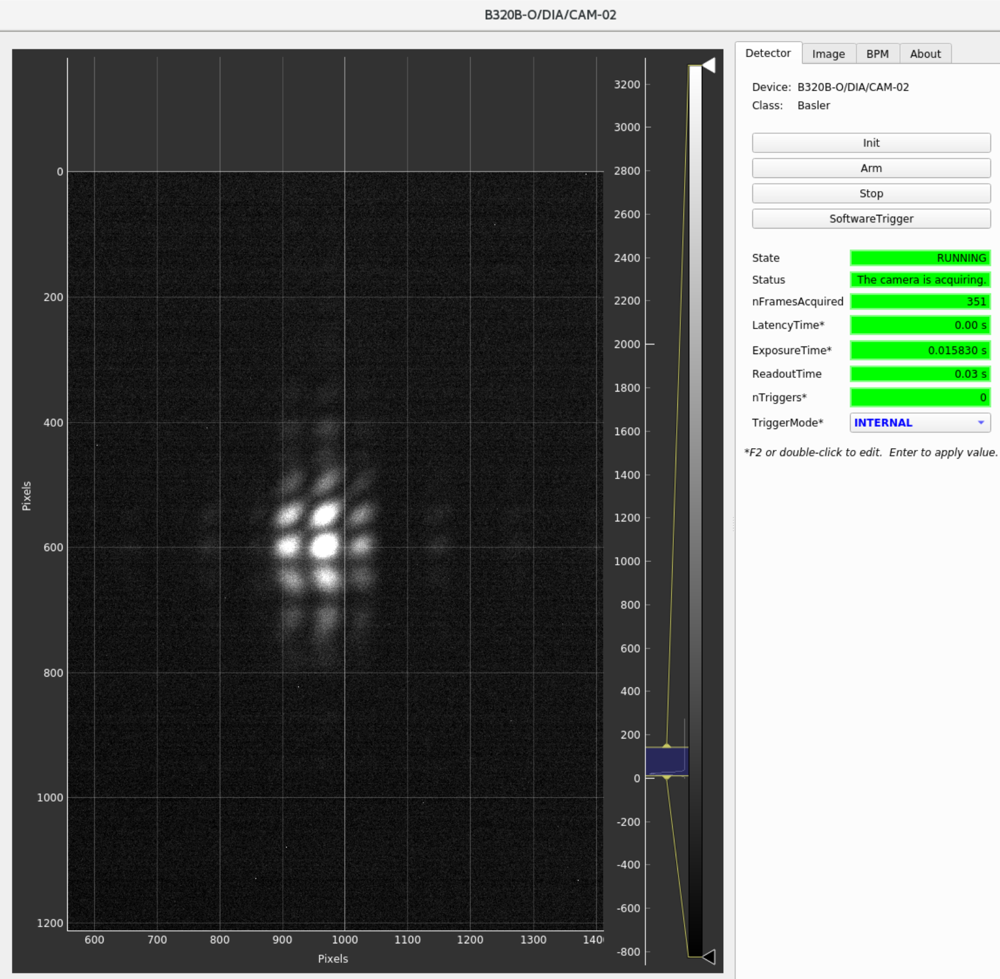 B320B-O/DIA/CAM-02
Detector
Image
BPM
About
Device: B320B-O/DIA/CAM-02
Class: Basler
Init
Arm
Stop
SoftwareTrigger
State RUNNING
Status The camera is acquiring.
nFramesAcquired 351
LatencyTime* 0.00 s
ExposureTime* 0.015830 s
ReadoutTime 0.03 s
nTriggers* 0
TriggerMode* INTERNAL
*F2 or double-click to edit. Enter to apply value.
Pixels
0
200
400
600
800
1000
1200
600 700 800 900 1000 1100 1200 1300 140
Pixels
3200
3000
2800
2600
2400
2200
2000
1800
1600
1400
1200
1000
800
600
400
200
0
-200
-400
-600
-800